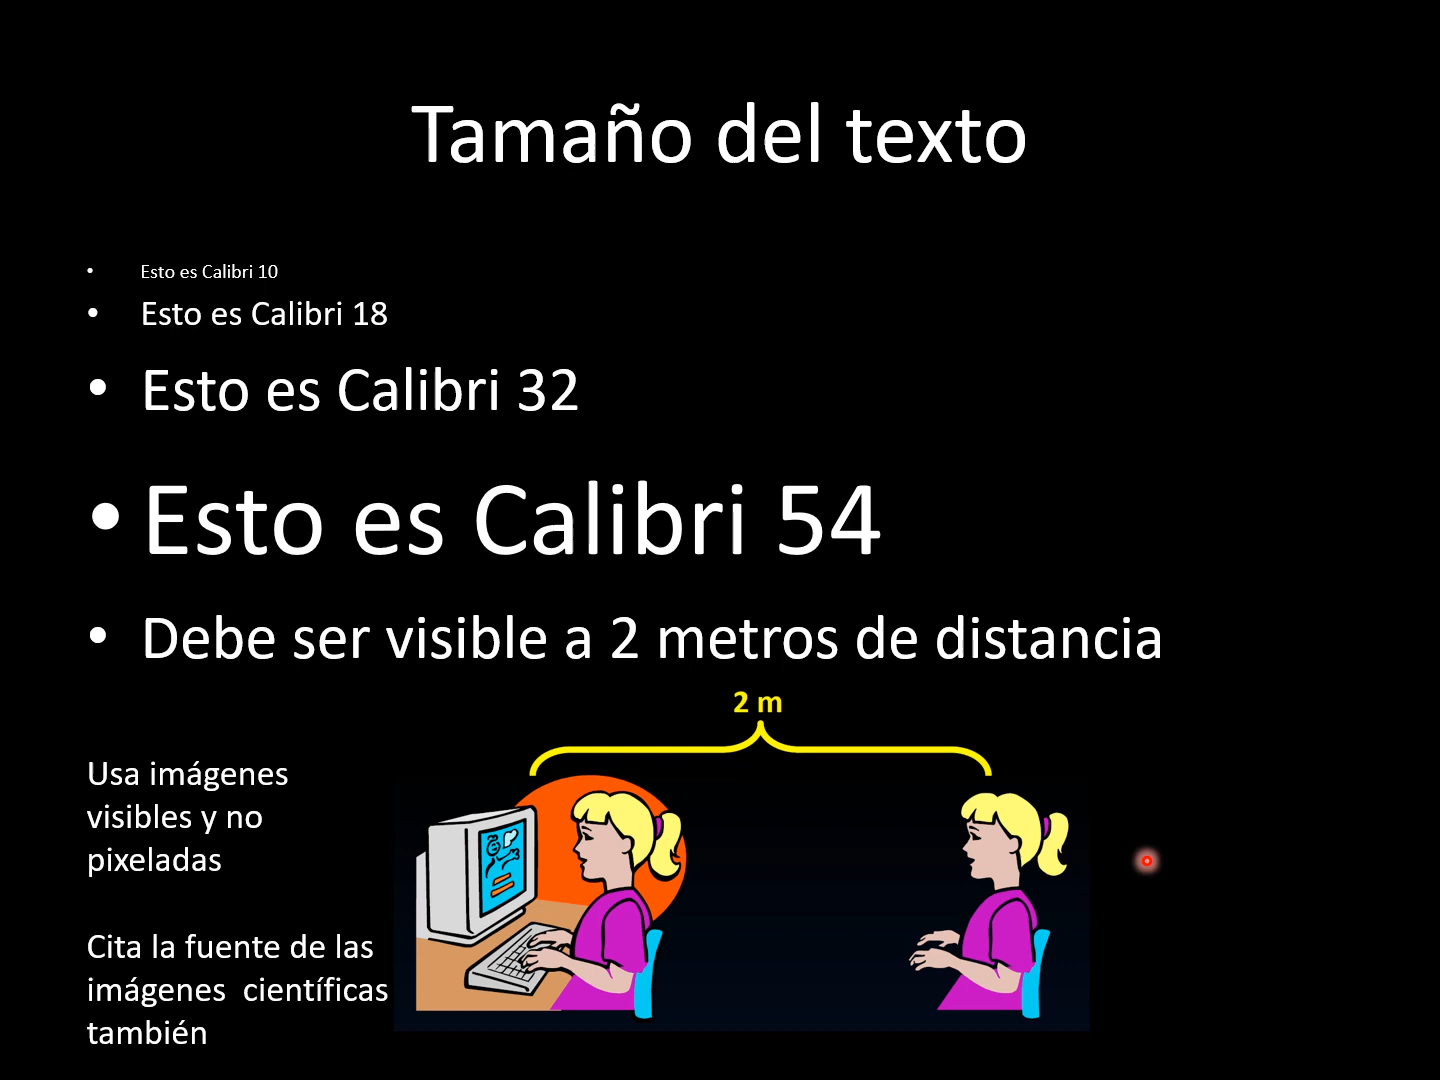 Tamaño del texto
• Esto es Calibri 10
• Esto es Calibri 18
• Esto es Calibri 32
• Esto es Calibri 54
• Debe ser visible a 2 metros de distancia
2 m
Usa imágenes
visibles y no
pixeladas
Cita la fuente de las
imágenes  científicas
también